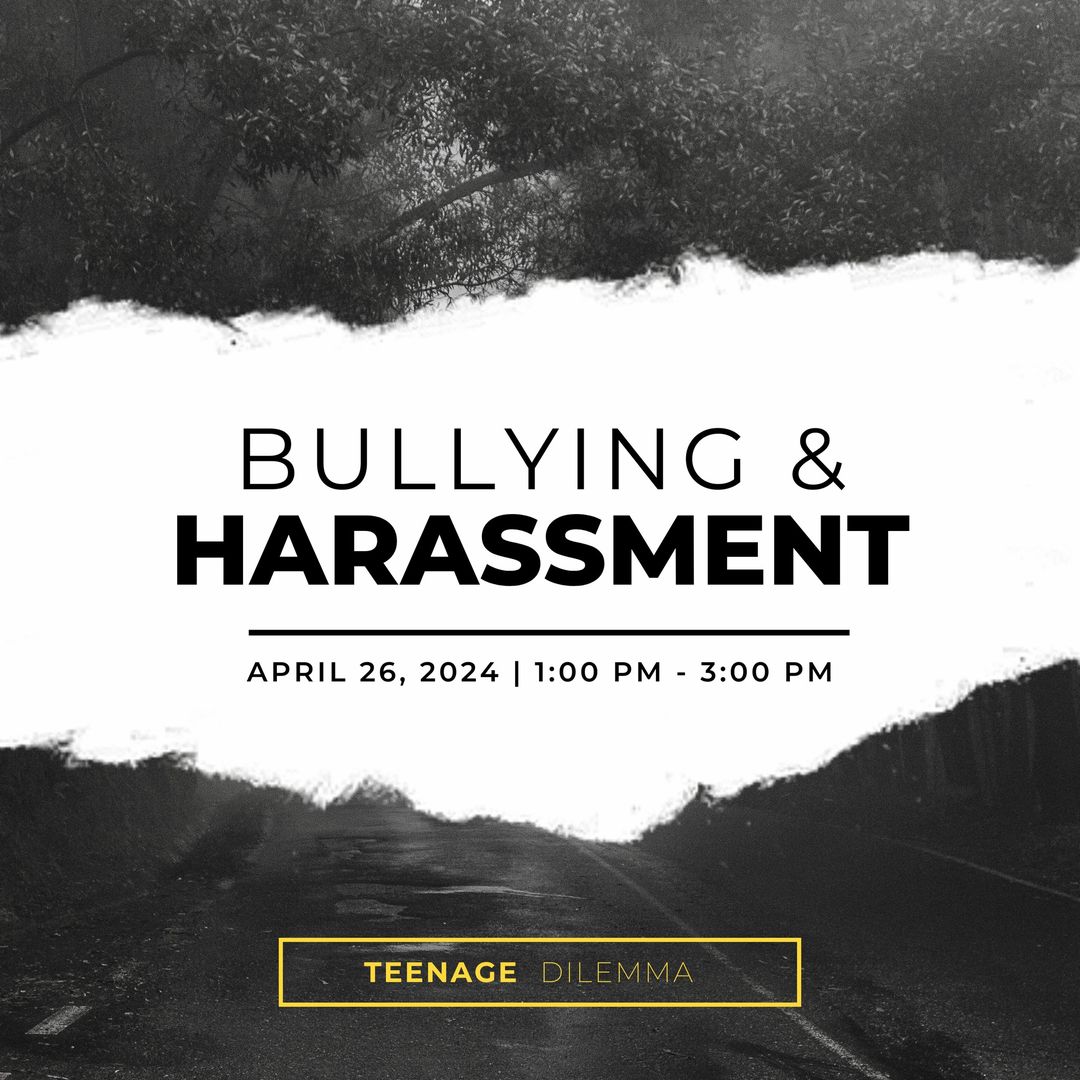 BULLYING &
HARASSMENT
APRIL 26, 2024 | 1:00 PM - 3:00 PM
TEENAGE DILEMMA